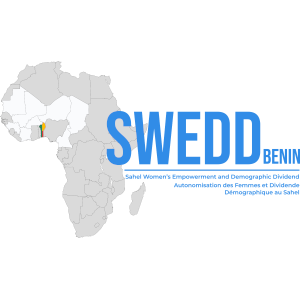 SWEDD BENIN
Sahel Women's Empowerment and Demographic Dividend
Autonomisation des Femmes et Dividende
Démographique au Sahel